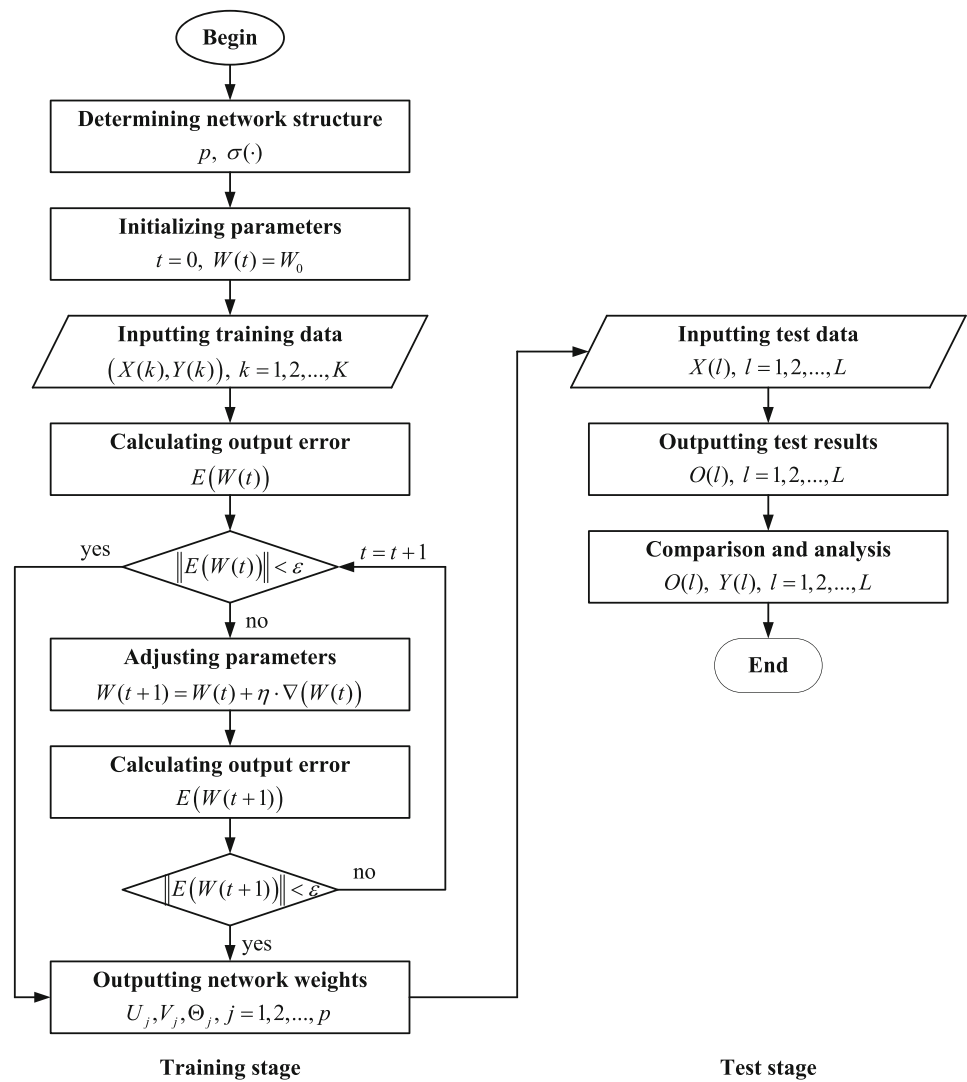 Begin
Determining network structure
p, σ(·)
Initializing parameters
t = 0, W(t) = W₀
Inputting training data
(X(k),Y(k)), k = 1,2,...,K
Calculating output error
E(W(t))
yes
‖E(W(t))‖ < ε
t = t + 1
no
Adjusting parameters
W(t+1) = W(t) + η · ∇(W(t))
Calculating output error
E(W(t+1))
‖E(W(t+1))‖ < ε
no
yes
Outputting network weights
Uⱼ,Vⱼ,Θⱼ, j = 1,2,...,p
Training stage
Inputting test data
X(l), l = 1,2,...,L
Outputting test results
O(l), l = 1,2,...,L
Comparison and analysis
O(l), Y(l), l = 1,2,...,L
End
Test stage